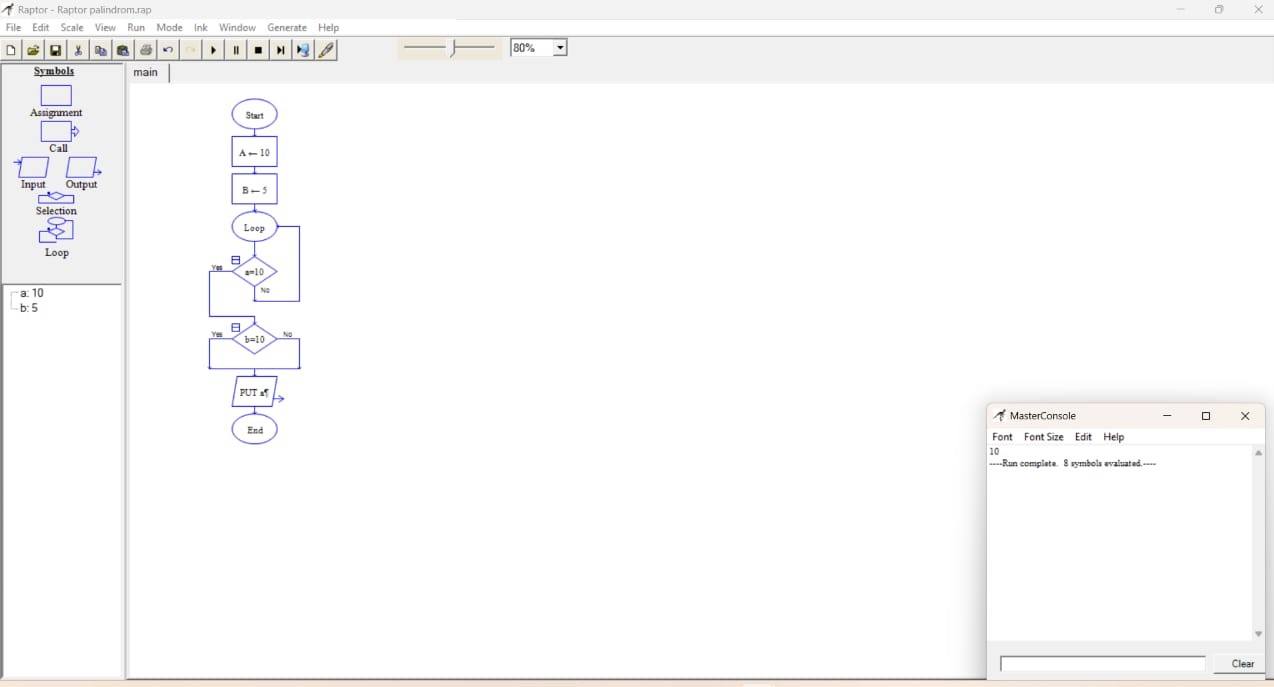 Raptor - Raptor palindrom.rap
File Edit Scale View Run Mode Ink Window Generate Help
80%
Symbols
Assignment
Call
Input Output
Selection
Loop
a: 10
b: 5
main
Start
A ← 10
B ← 5
Loop
Yes
a=10
No
Yes
b=10
No
PUT a¶
End
MasterConsole
Font Font Size Edit Help
10
----Run complete. 8 symbols evaluated.----
Clear